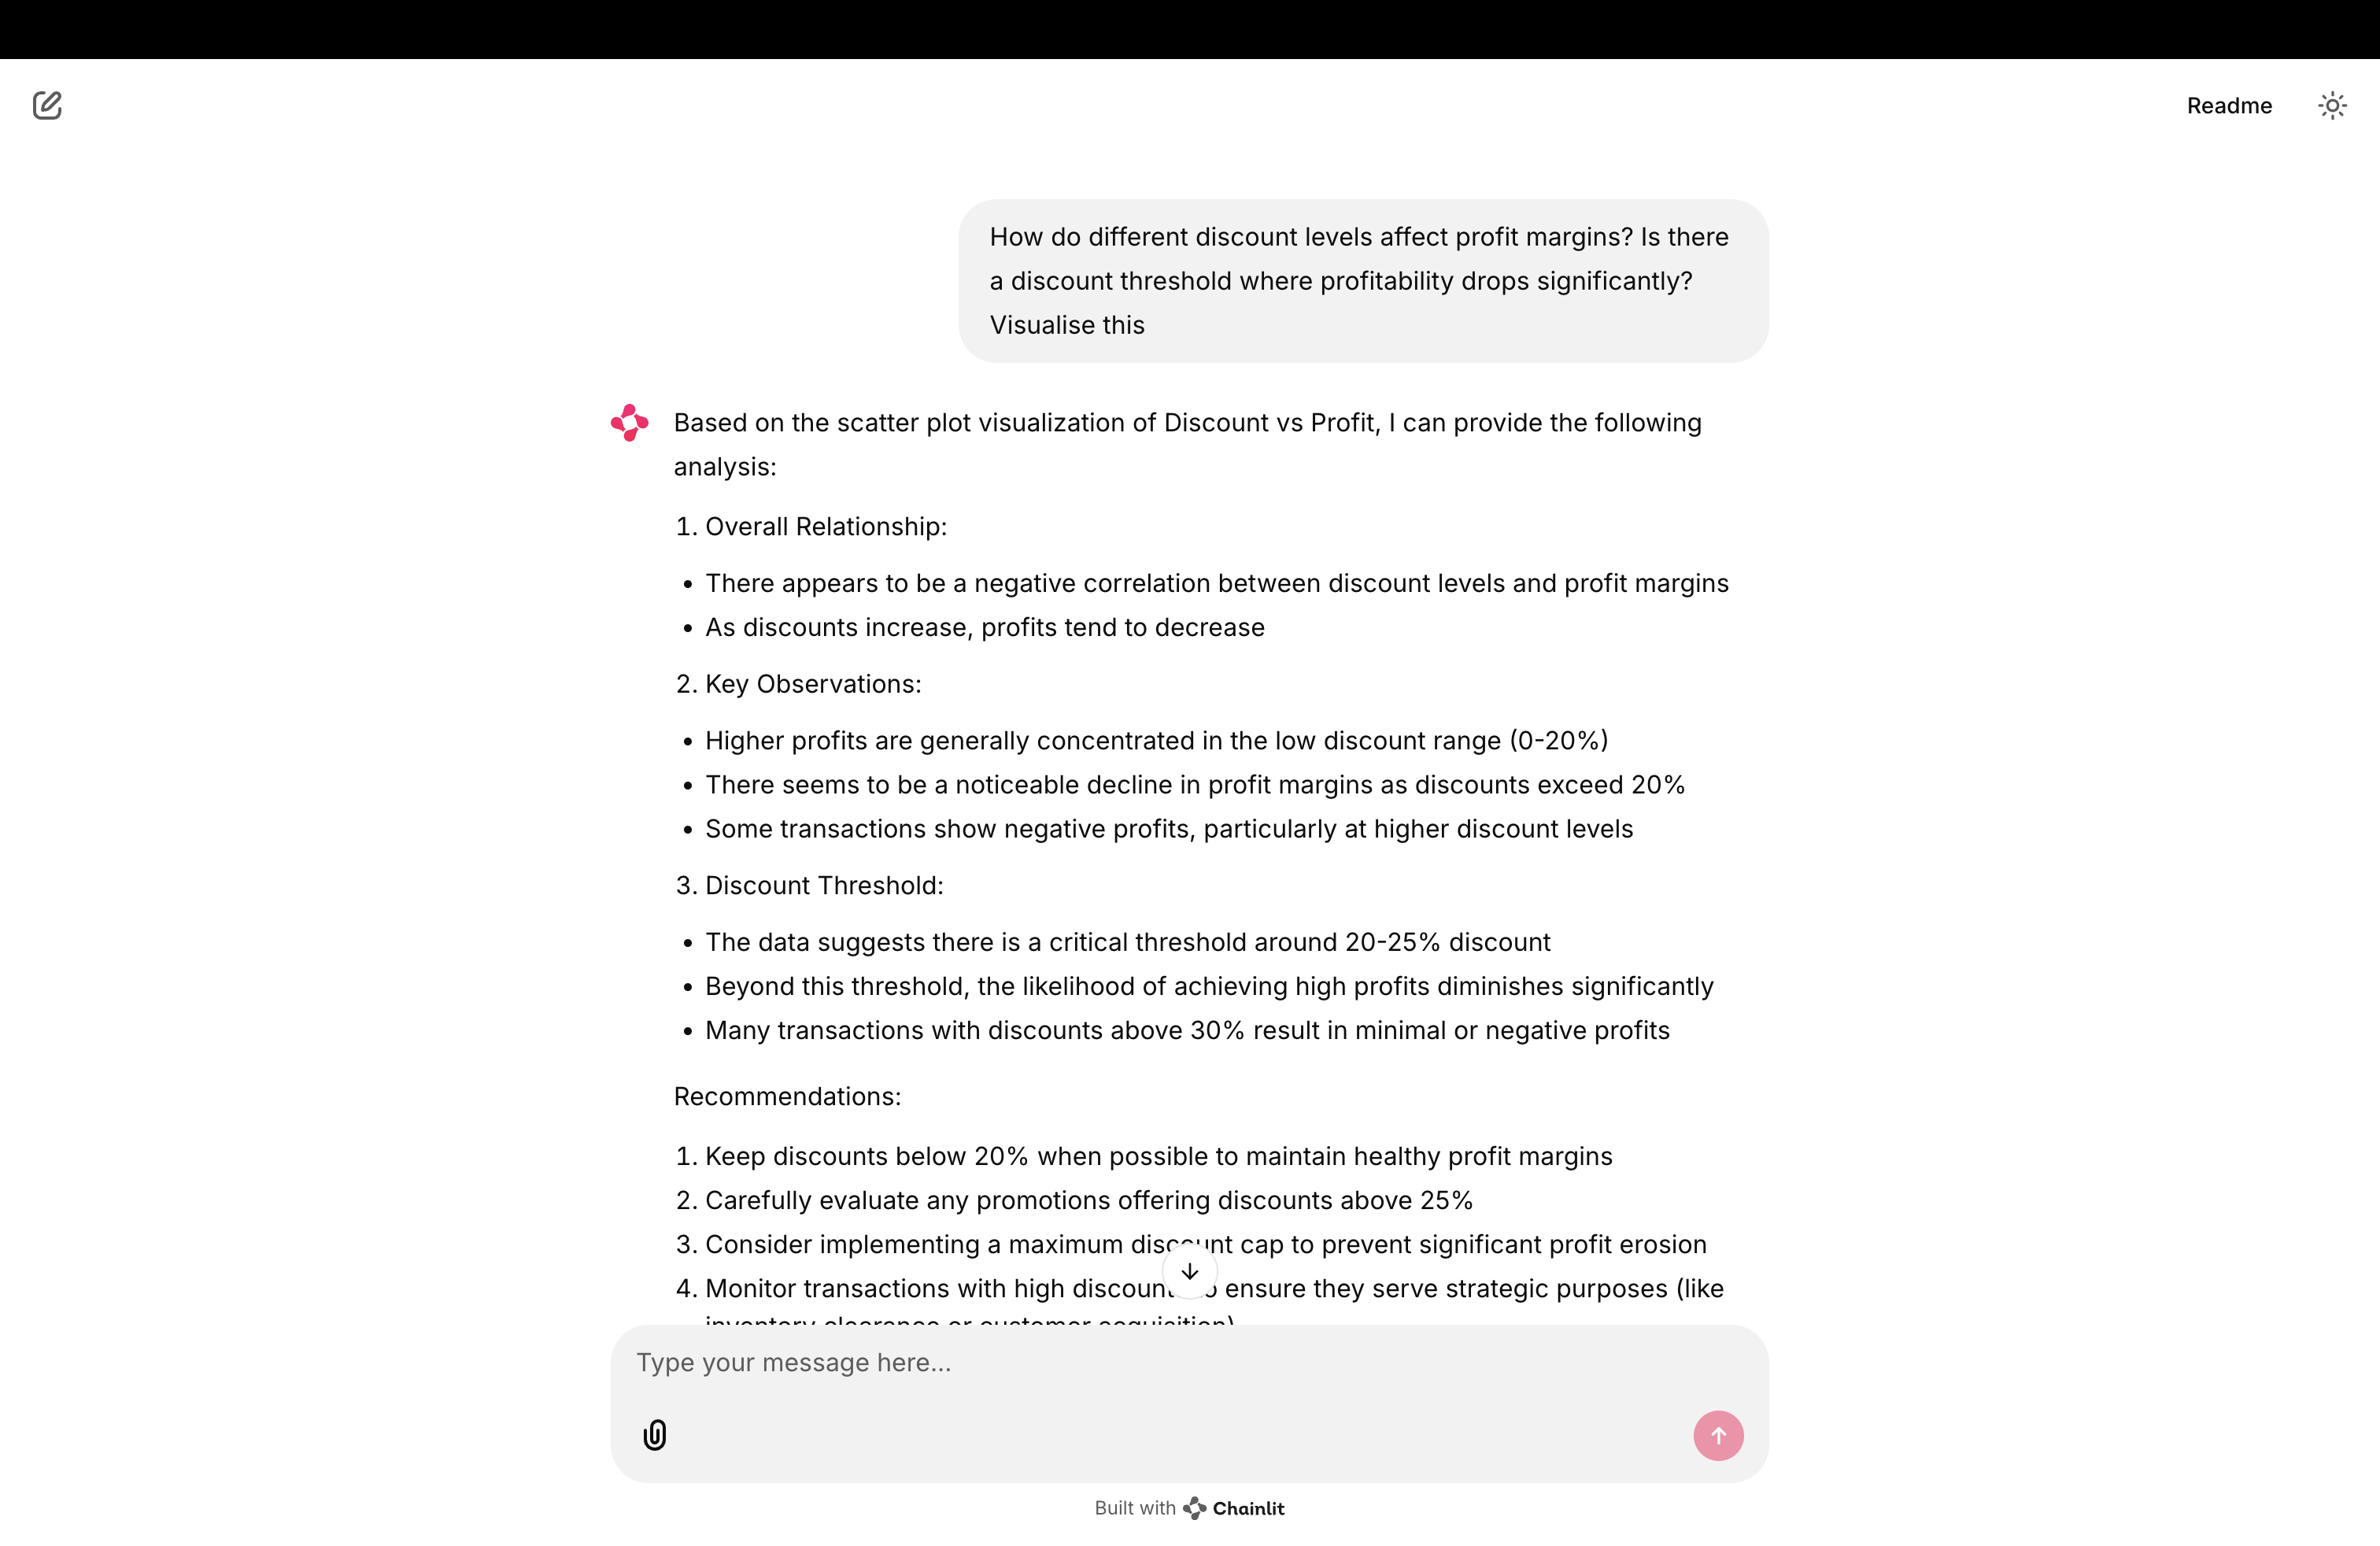 Readme
How do different discount levels affect profit margins? Is there
a discount threshold where profitability drops significantly?
Visualise this
Based on the scatter plot visualization of Discount vs Profit, I can provide the following
analysis:
1. Overall Relationship:
• There appears to be a negative correlation between discount levels and profit margins
• As discounts increase, profits tend to decrease
2. Key Observations:
• Higher profits are generally concentrated in the low discount range (0-20%)
• There seems to be a noticeable decline in profit margins as discounts exceed 20%
• Some transactions show negative profits, particularly at higher discount levels
3. Discount Threshold:
• The data suggests there is a critical threshold around 20-25% discount
• Beyond this threshold, the likelihood of achieving high profits diminishes significantly
• Many transactions with discounts above 30% result in minimal or negative profits
Recommendations:
1. Keep discounts below 20% when possible to maintain healthy profit margins
2. Carefully evaluate any promotions offering discounts above 25%
3. Consider implementing a maximum discount cap to prevent significant profit erosion
4. Monitor transactions with high discount ensure they serve strategic purposes (like
inventory clearance or customer acquisition)
Type your message here...
Built with Chainlit